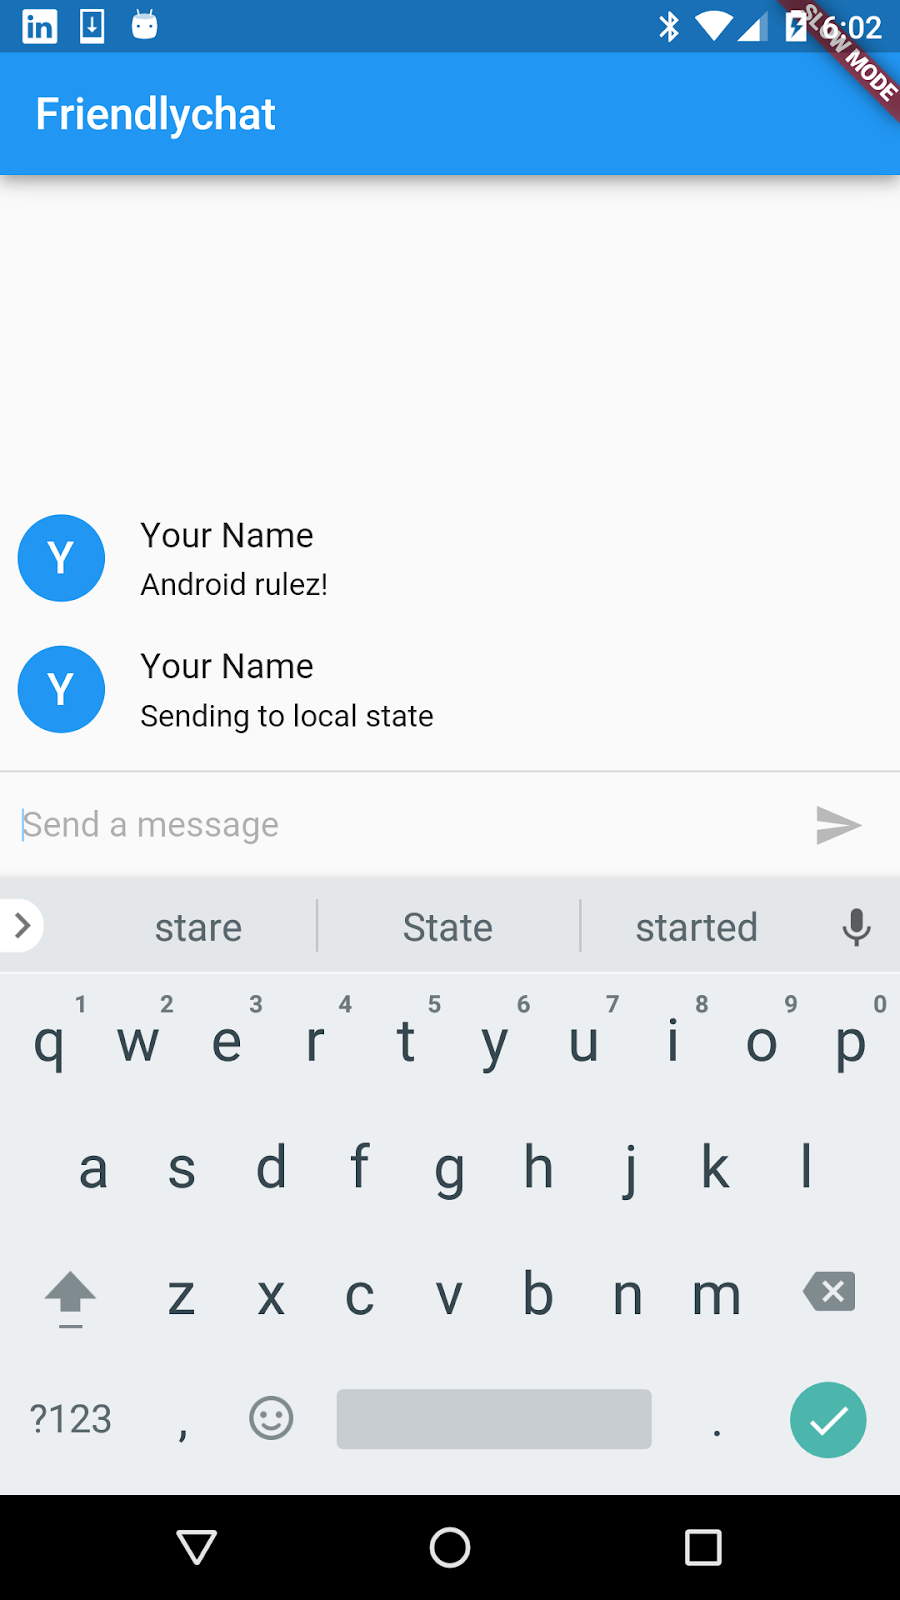 in 6:02
SLOW MODE
Friendlychat
Y Your Name
Android rulez!
Y Your Name
Sending to local state
Send a message
stare State started
1 2 3 4 5 6 7 8 9 0
q w e r t y u i o p
a s d f g h j k l
z x c v b n m
?123 , .